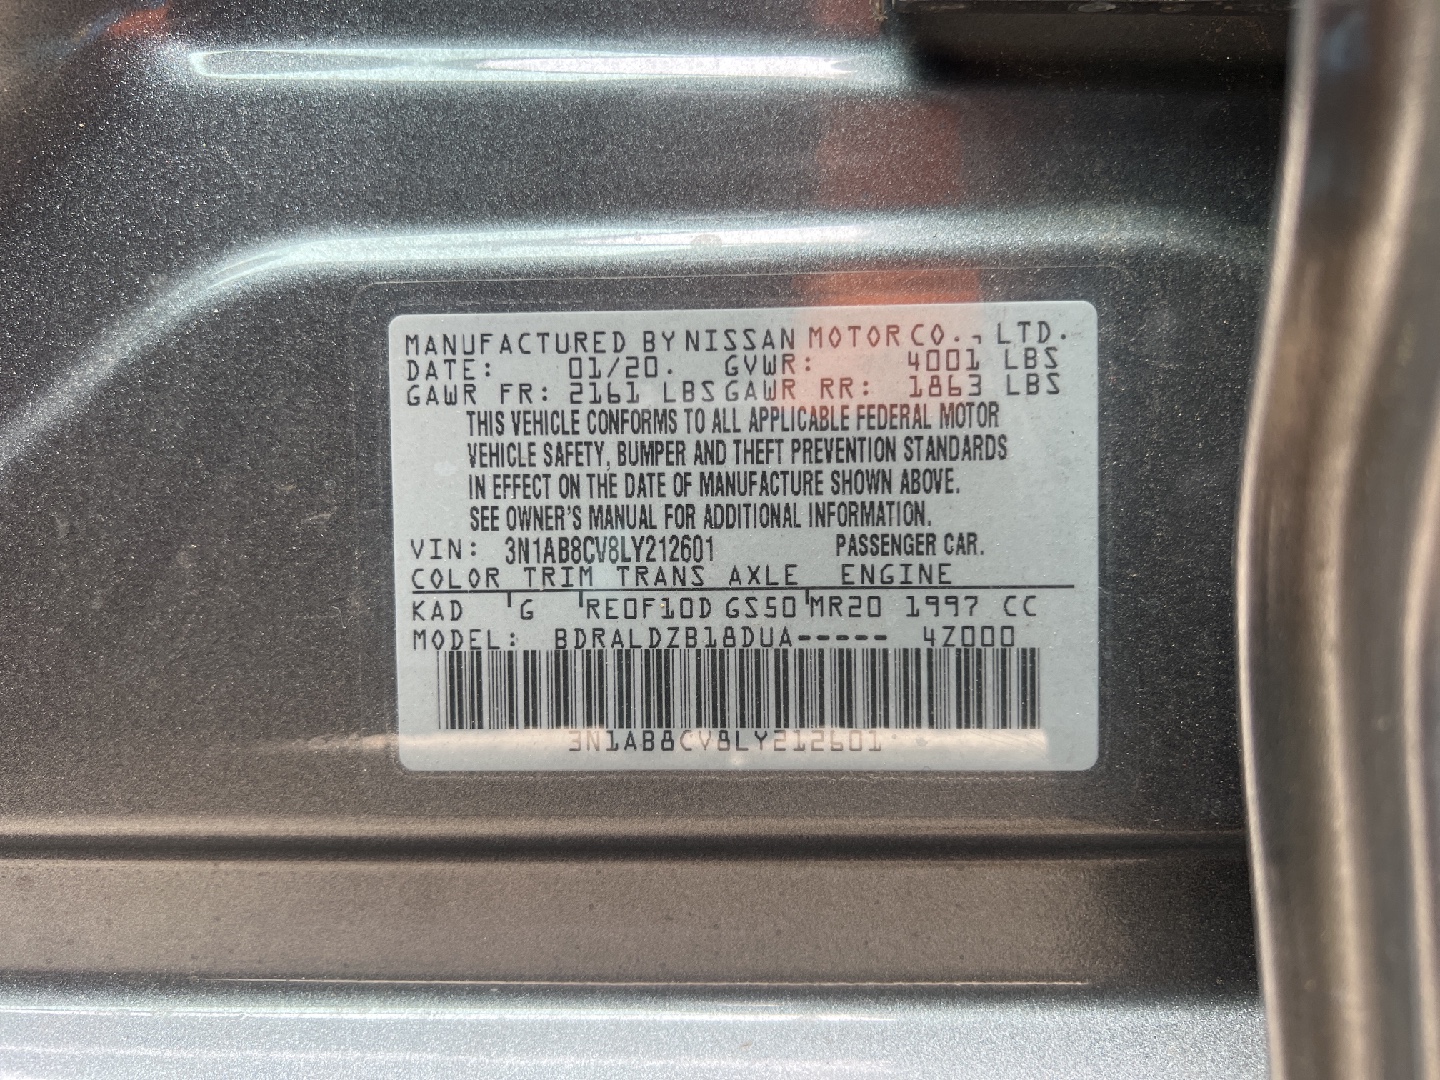 MANUFACTURED BY NISSAN MOTOR CO., LTD.
DATE: 01/20. GVWR: 4001 LBS
GAWR FR: 2161 LBS GAWR RR: 1863 LBS
THIS VEHICLE CONFORMS TO ALL APPLICABLE FEDERAL MOTOR
VEHICLE SAFETY, BUMPER AND THEFT PREVENTION STANDARDS
IN EFFECT ON THE DATE OF MANUFACTURE SHOWN ABOVE.
SEE OWNER'S MANUAL FOR ADDITIONAL INFORMATION.
VIN: 3N1AB8CV8LY212601 PASSENGER CAR.
COLOR TRIM TRANS AXLE ENGINE
KAD G RE0F10D GS50 MR20 1997 CC
MODEL: BDRALDZB18DUA----- 4Z000
3N1AB8CV8LY212601